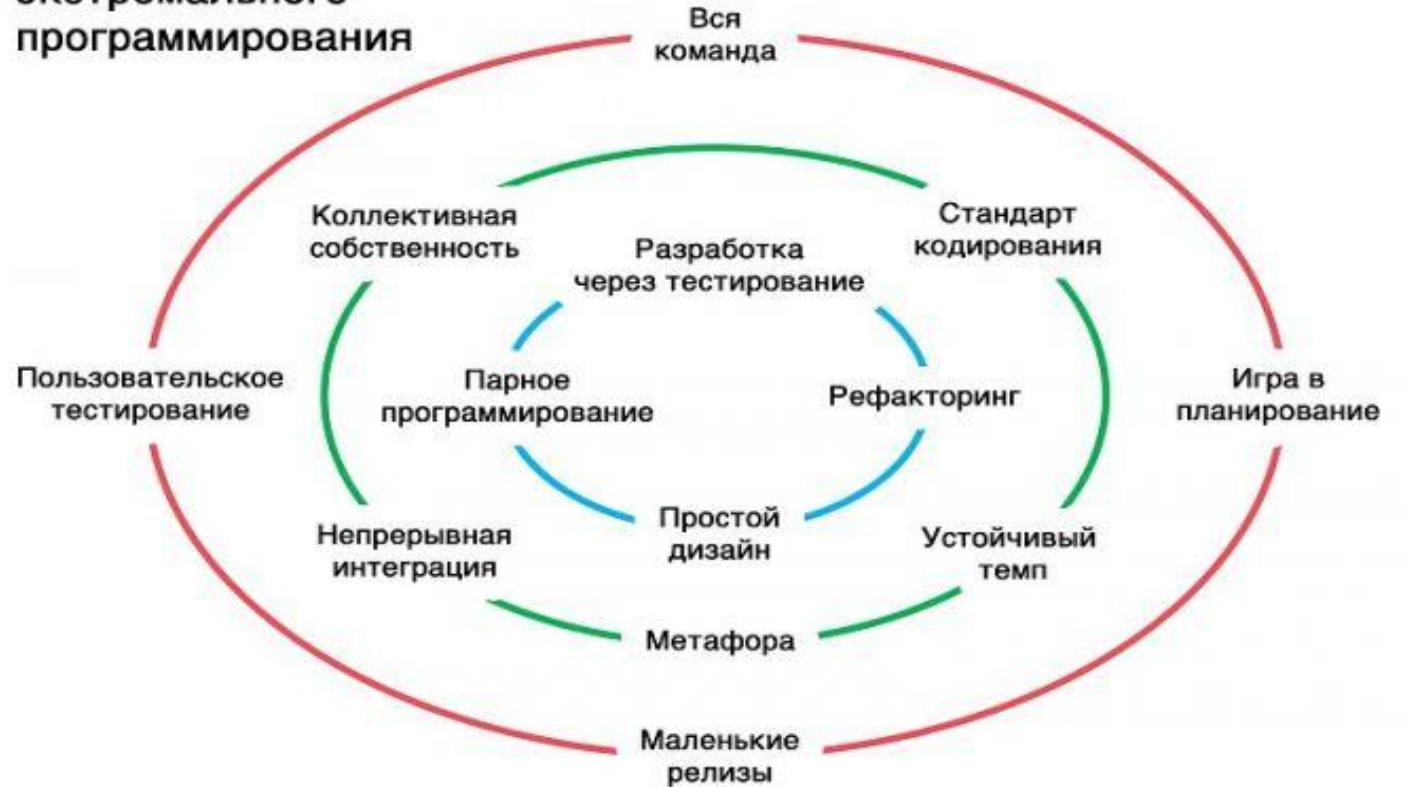 программирования
Вся
команда
Коллективная
собственность
Стандарт
кодирования
Разработка
через тестирование
Пользовательское
тестирование
Парное
программирование
Рефакторинг
Игра в
планирование
Непрерывная
интеграция
Простой
дизайн
Устойчивый
темп
Метафора
Маленькие
релизы